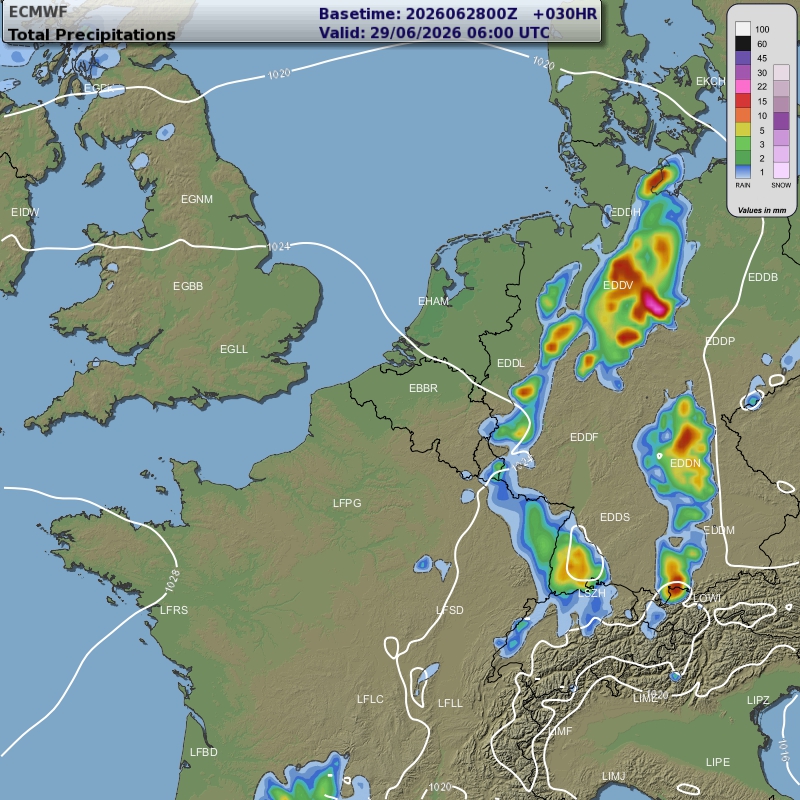 ECMWF
Basetime: 2026062800Z   +030HR
Total Precipitations
Valid: 29/06/2026 06:00 UTC
100
60
45
30
22
15
10
5
3
2
1
RAIN
SNOW
Values in mm
1020
1020
EKCH
EGNM
EIDW
EDDH
1024
EGBB
EDDV
EDDB
EHAM
EDDP
EGLL
EDDL
EBBR
EDDF
EDDN
LFPG
EDDS
EDDM
1028
LSZH
LOWI
LFRS
LFSD
LFLC
LFLL
LIMZ
1020
LIPZ
LIMF
LFBD
1016
LIPE
LIMJ
1020